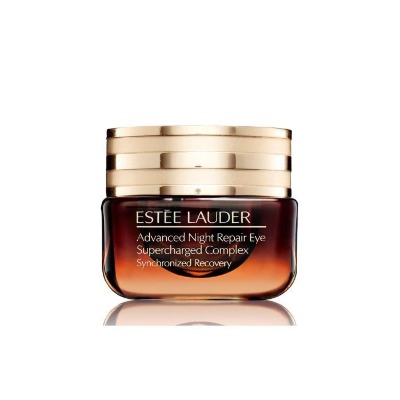 ESTĒE LAUDER
Advanced Night Repair Eye
Supercharged Complex
Synchronized Recovery